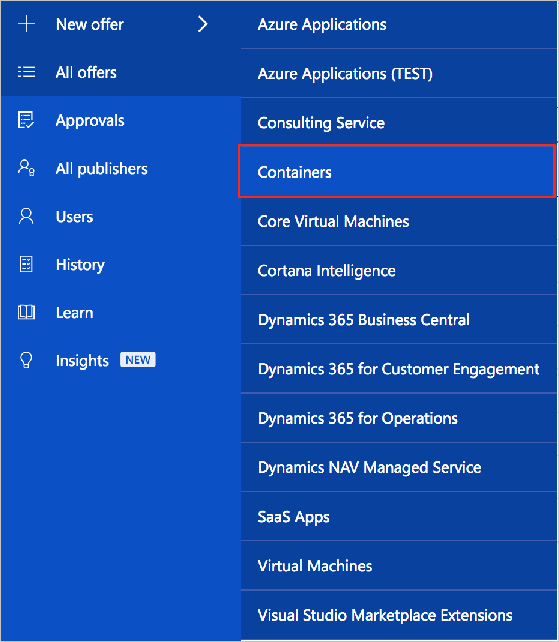 New offer
All offers
Approvals
All publishers
Users
History
Learn
Insights NEW
Azure Applications
Azure Applications (TEST)
Consulting Service
Containers
Core Virtual Machines
Cortana Intelligence
Dynamics 365 Business Central
Dynamics 365 for Customer Engagement
Dynamics 365 for Operations
Dynamics NAV Managed Service
SaaS Apps
Virtual Machines
Visual Studio Marketplace Extensions